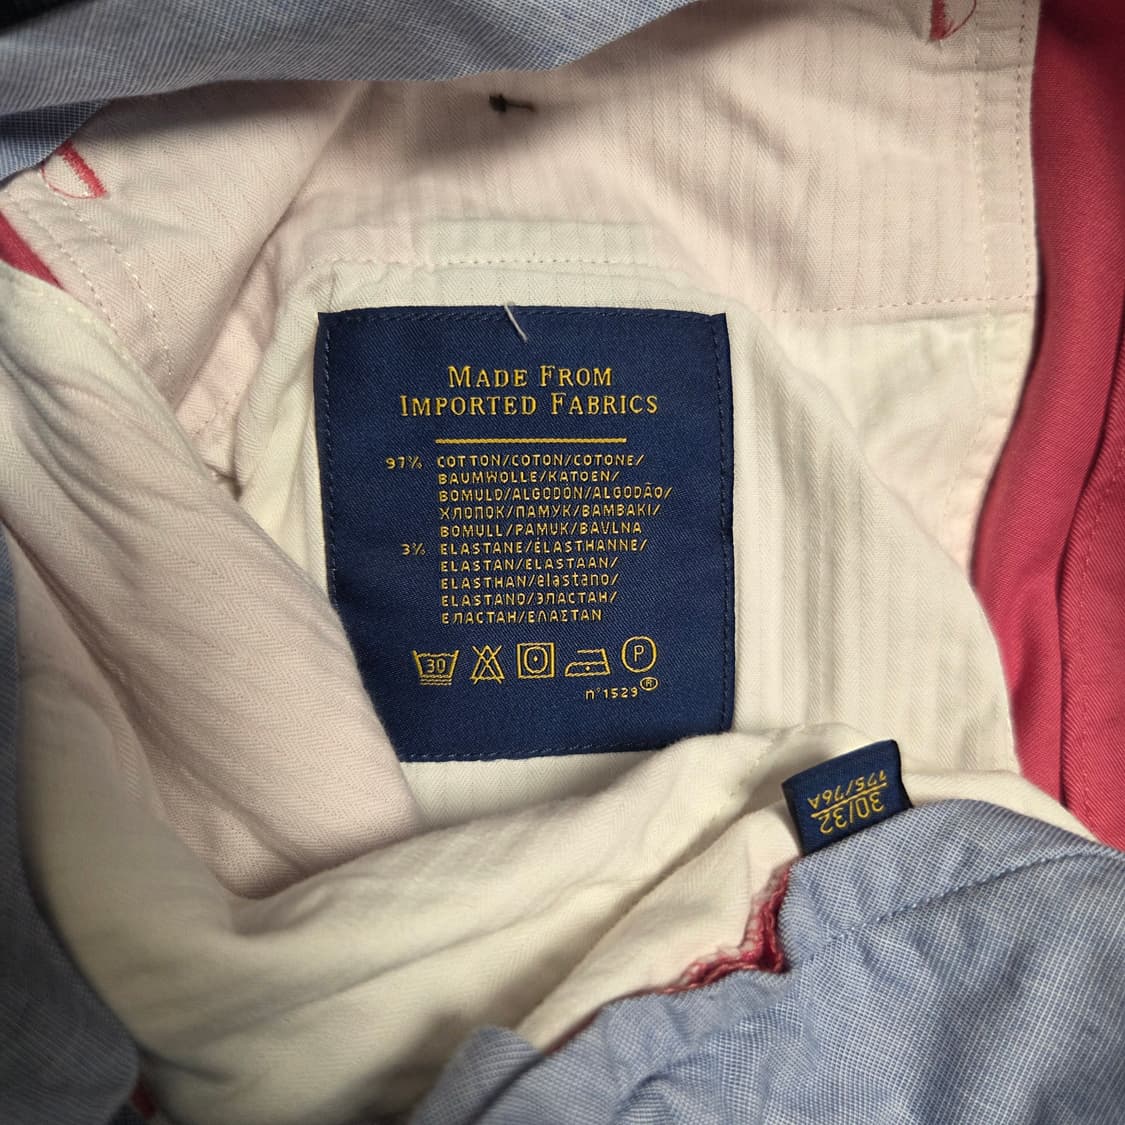 MADE FROM
IMPORTED FABRICS
97% COTTON/COTON/COTONE/
BAUMWOLLE/KATOEN/
BOMULD/ALGODÓN/ALGODÃO/
ХЛОПОК/ПАМУК/ΒΑΜΒΑΚΙ/
BOMULL/PAMUK/BAVLNA
3% ELASTANE/ÉLASTHANNE/
ELASTAN/ELASTAAN/
ELASTHAN/elastano/
ELASTANO/ЭЛАСТАН/
ЕЛАСТАН/ΕΛΑΣΤΑΝ
30 P
n°1529 ®
30/32
175/76A